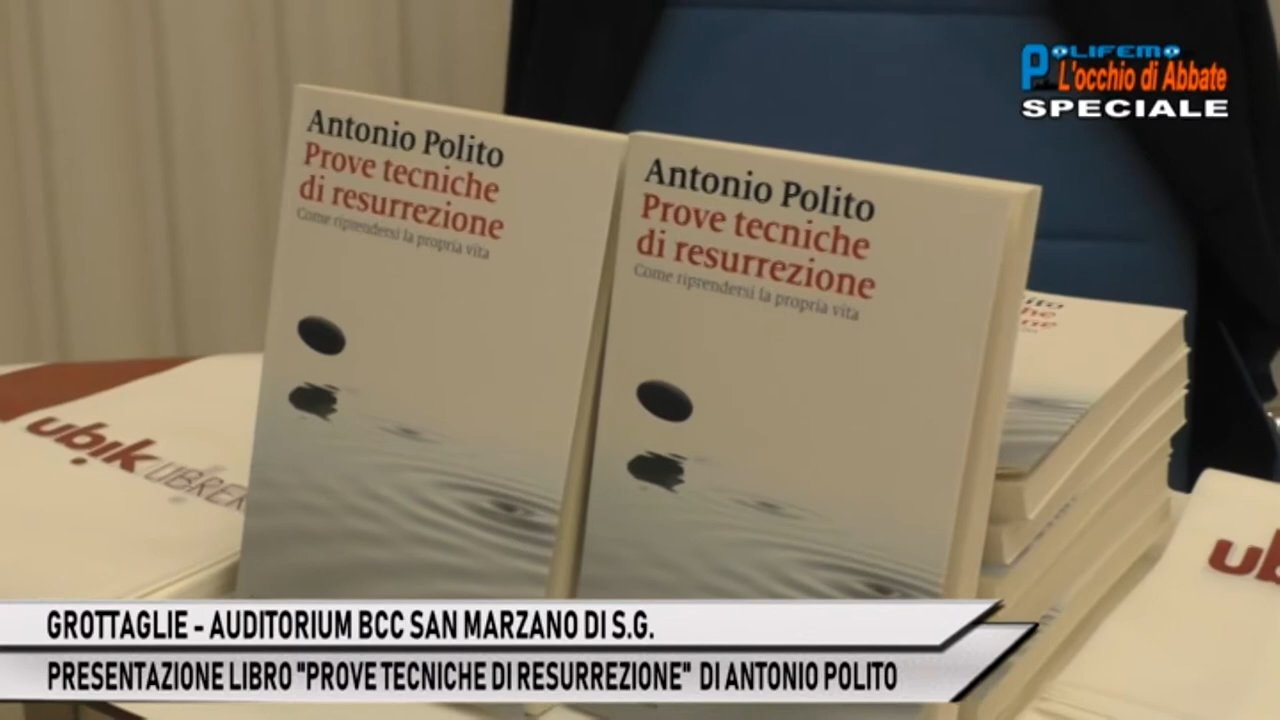 POLIFEMO
L'occhio di Abbate
SPECIALE
Antonio Polito
Prove tecniche
di resurrezione
Come riprendersi la propria vita
Antonio Polito
Prove tecniche
di resurrezione
Come riprendersi la propria vita
ubik
GROTTAGLIE – AUDITORIUM BCC SAN MARZANO DI S.G.
PRESENTAZIONE LIBRO "PROVE TECNICHE DI RESURREZIONE" DI ANTONIO POLITO